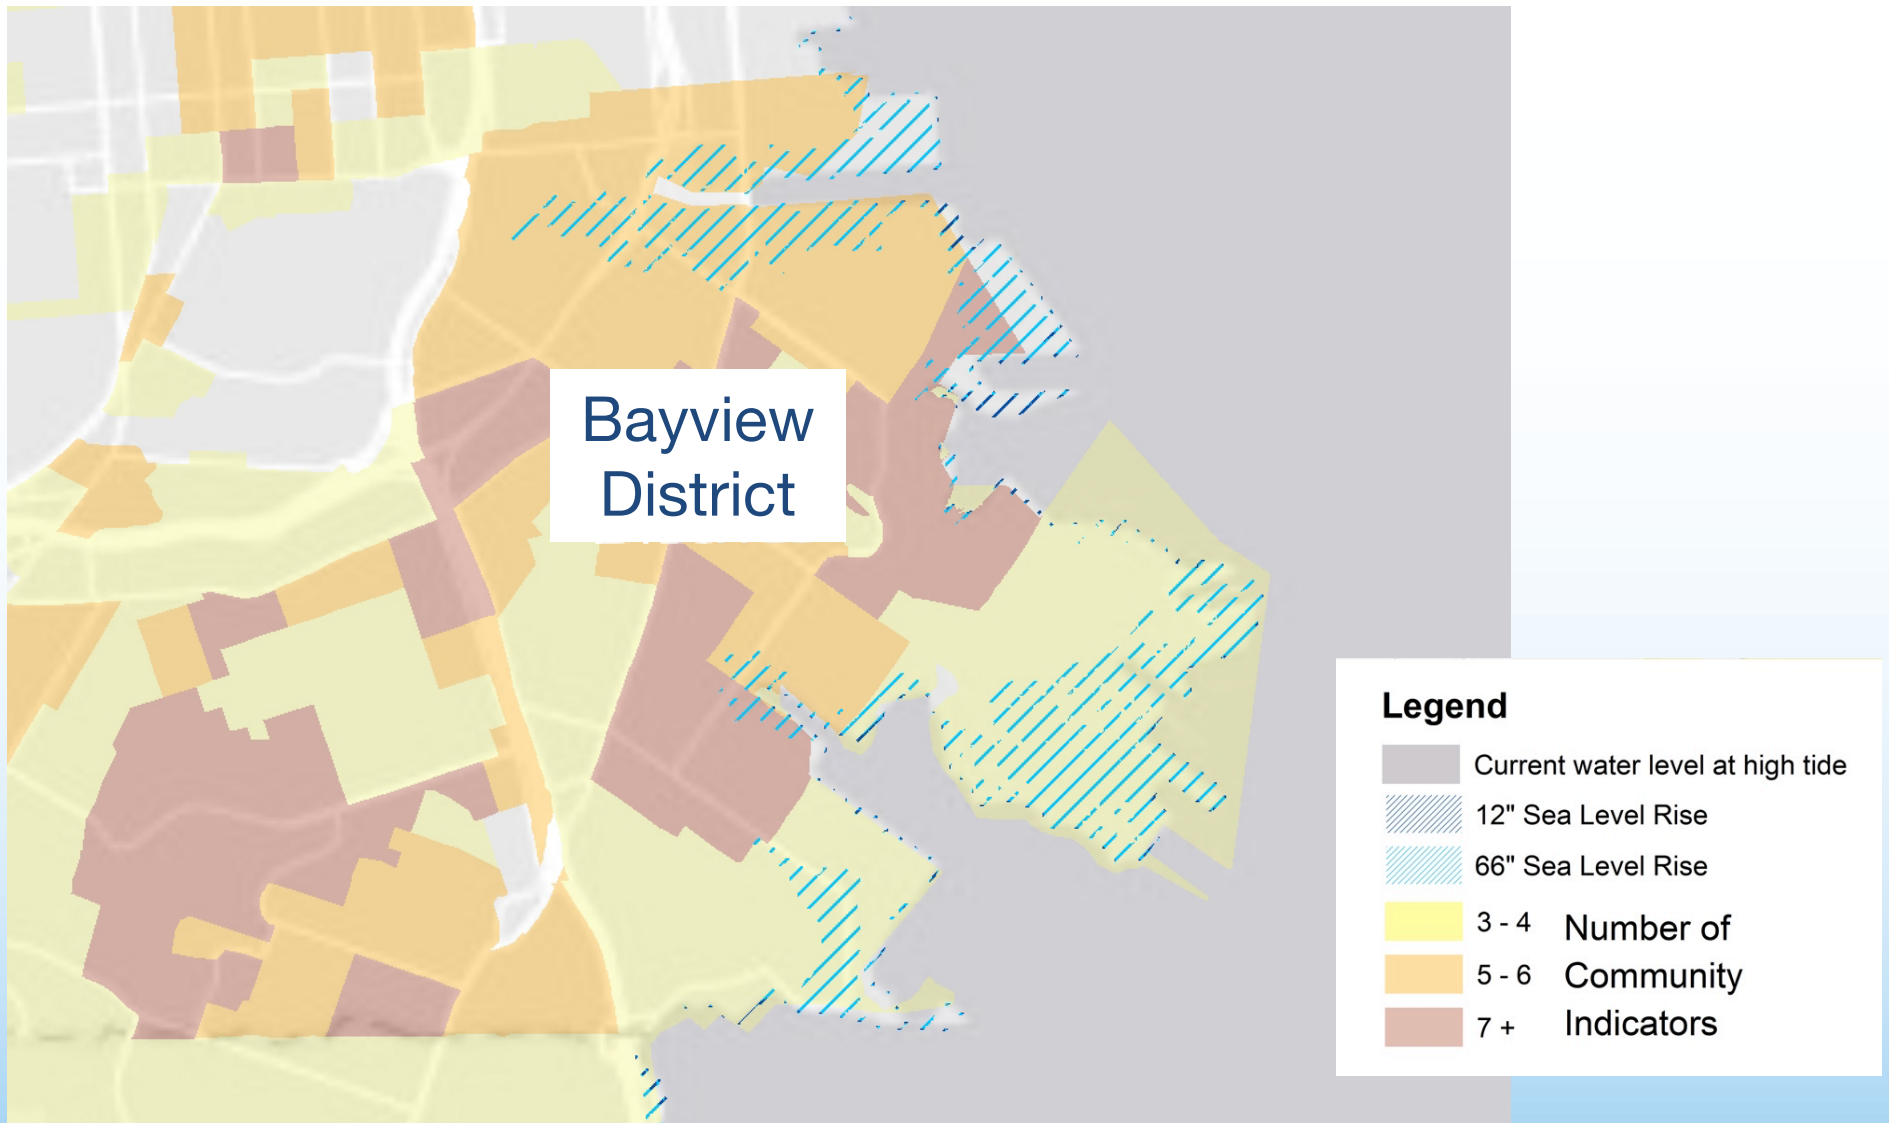 Bayview
District
Legend
Current water level at high tide
12" Sea Level Rise
66" Sea Level Rise
3 - 4
5 - 6
7 +
Number of
Community
Indicators